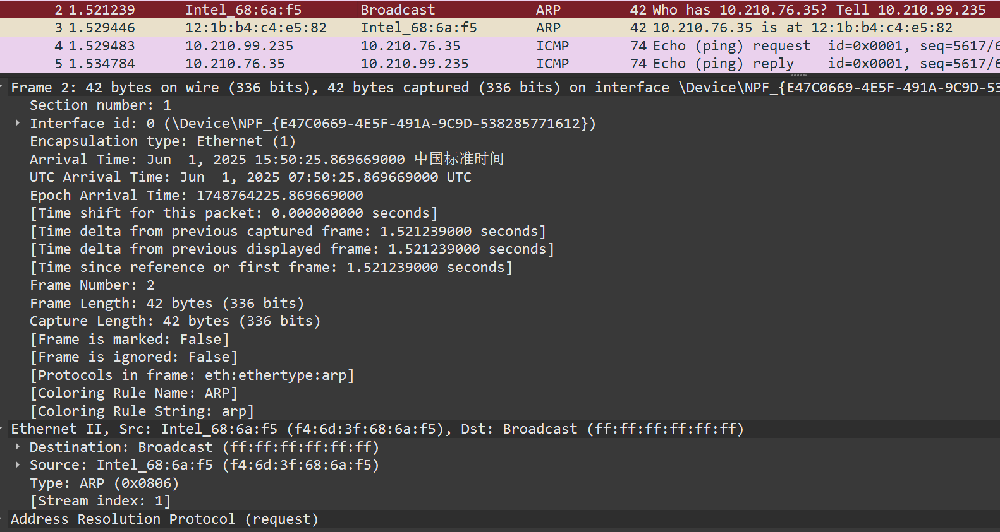 2 1.521239 Intel_68:6a:f5 Broadcast ARP 42 Who has 10.210.76.35? Tell 10.210.99.235
3 1.529446 12:1b:b4:c4:e5:82 Intel_68:6a:f5 ARP 42 10.210.76.35 is at 12:1b:b4:c4:e5:82
4 1.529483 10.210.99.235 10.210.76.35 ICMP 74 Echo (ping) request id=0x0001, seq=5617/6
5 1.534784 10.210.76.35 10.210.99.235 ICMP 74 Echo (ping) reply id=0x0001, seq=5617/6
Frame 2: 42 bytes on wire (336 bits), 42 bytes captured (336 bits) on interface \Device\NPF_{E47C0669-4E5F-491A-9C9D-53
Section number: 1
Interface id: 0 (\Device\NPF_{E47C0669-4E5F-491A-9C9D-538285771612})
Encapsulation type: Ethernet (1)
Arrival Time: Jun  1, 2025 15:50:25.869669000 中国标准时间
UTC Arrival Time: Jun  1, 2025 07:50:25.869669000 UTC
Epoch Arrival Time: 1748764225.869669000
[Time shift for this packet: 0.000000000 seconds]
[Time delta from previous captured frame: 1.521239000 seconds]
[Time delta from previous displayed frame: 1.521239000 seconds]
[Time since reference or first frame: 1.521239000 seconds]
Frame Number: 2
Frame Length: 42 bytes (336 bits)
Capture Length: 42 bytes (336 bits)
[Frame is marked: False]
[Frame is ignored: False]
[Protocols in frame: eth:ethertype:arp]
[Coloring Rule Name: ARP]
[Coloring Rule String: arp]
Ethernet II, Src: Intel_68:6a:f5 (f4:6d:3f:68:6a:f5), Dst: Broadcast (ff:ff:ff:ff:ff:ff)
Destination: Broadcast (ff:ff:ff:ff:ff:ff)
Source: Intel_68:6a:f5 (f4:6d:3f:68:6a:f5)
Type: ARP (0x0806)
[Stream index: 1]
Address Resolution Protocol (request)